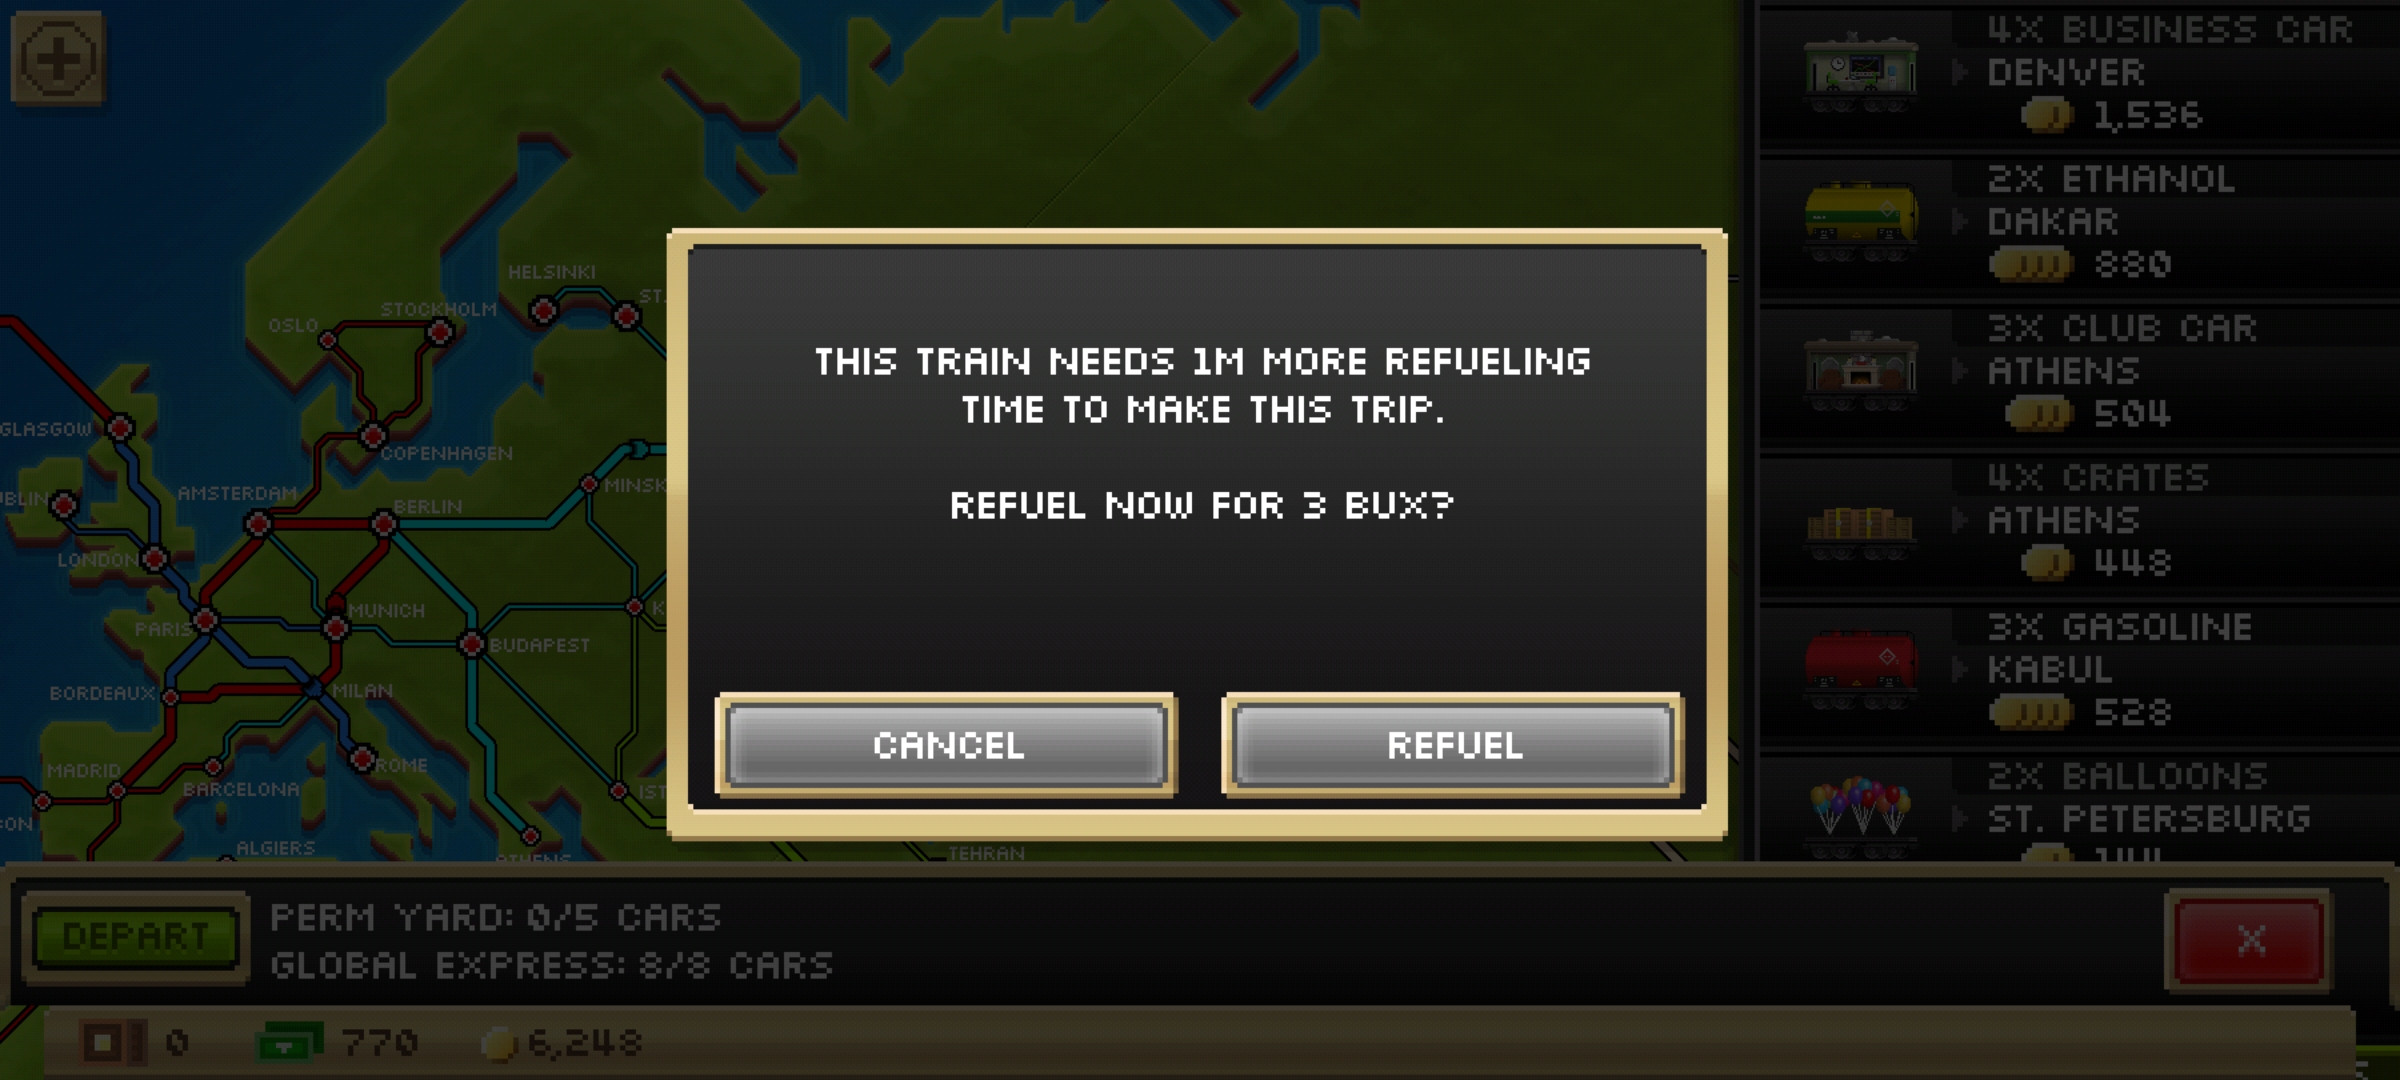 THIS TRAIN NEEDS 1M MORE REFUELING
TIME TO MAKE THIS TRIP.
REFUEL NOW FOR 3 BUX?
CANCEL
REFUEL
HELSINKI
ST.
STOCKHOLM
OSLO
GLASGOW
COPENHAGEN
AMSTERDAM
BERLIN
MINSK
LONDON
MUNICH
PARIS
BUDAPEST
BORDEAUX
MILAN
MADRID
ROME
BARCELONA
IST
ALGIERS
ATHENS
TEHRAN
4X BUSINESS CAR
DENVER
1,536
2X ETHANOL
DAKAR
880
3X CLUB CAR
ATHENS
504
4X CRATES
ATHENS
448
3X GASOLINE
KABUL
528
2X BALLOONS
ST. PETERSBURG
DEPART
PERM YARD: 0/5 CARS
GLOBAL EXPRESS: 8/8 CARS
X
0
770
6,248